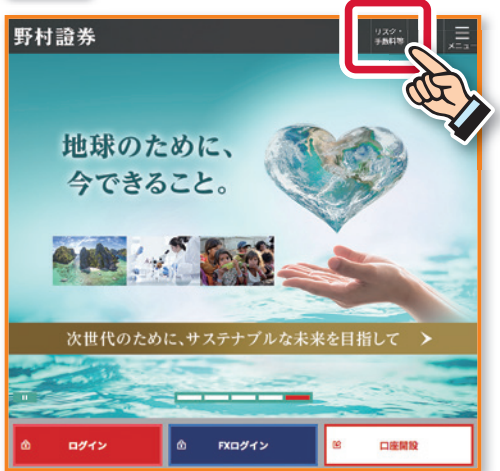 野村證券
リスク・
手数料等
メニュー
地球のために、
今できること。
次世代のために、サステナブルな未来を目指して
ログイン
FXログイン
口座開設